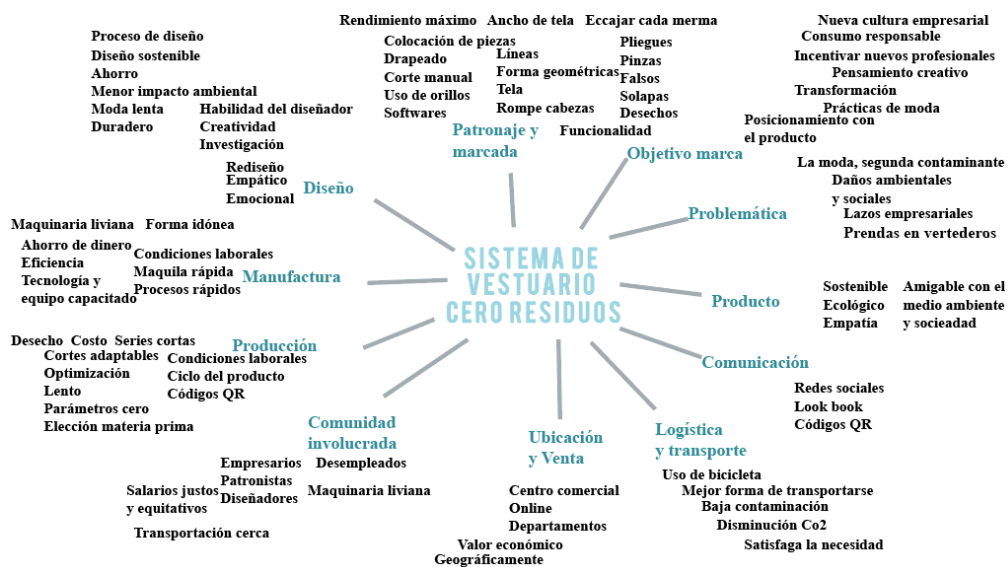 Rendimiento máximo
Ancho de tela
Eccajar cada merma
Colocación de piezas
Drapeado
Corte manual
Uso de orillos
Softwares
Líneas
Forma geométricas
Tela
Rompe cabezas
Pliegues
Pinzas
Falsos
Solapas
Desechos
Funcionalidad
Patronaje y
marcada
Proceso de diseño
Diseño sostenible
Ahorro
Menor impacto ambiental
Moda lenta
Duradero
Habilidad del diseñador
Creatividad
Investigación
Rediseño
Empático
Emocional
Diseño
Nueva cultura empresarial
Consumo responsable
Incentivar nuevos profesionales
Pensamiento creativo
Transformación
Prácticas de moda
Posicionamiento con
el producto
Objetivo marca
La moda, segunda contaminante
Daños ambientales
y sociales
Lazos empresariales
Prendas en vertederos
Problemática
SISTEMA DE
VESTUARIO
CERO RESIDUOS
Maquinaria liviana
Forma idónea
Ahorro de dinero
Eficiencia
Tecnología y
equipo capacitado
Condiciones laborales
Maquila rápida
Procesos rápidos
Manufactura
Producto
Sostenible
Ecológico
Empatía
Amigable con el
medio ambiente
y socieadad
Desecho
Costo
Series cortas
Cortes adaptables
Optimización
Lento
Parámetros cero
Elección materia prima
Condiciones laborales
Ciclo del producto
Códigos QR
Producción
Comunicación
Redes sociales
Look book
Códigos QR
Comunidad
involucrada
Empresarios
Patronistas
Diseñadores
Desempleados
Maquinaria liviana
Salarios justos
y equitativos
Transportación cerca
Ubicación
y Venta
Centro comercial
Online
Departamentos
Valor económico
Geográficamente
Logística
y transporte
Uso de bicicleta
Mejor forma de transportarse
Baja contaminación
Disminución Co2
Satisfaga la necesidad